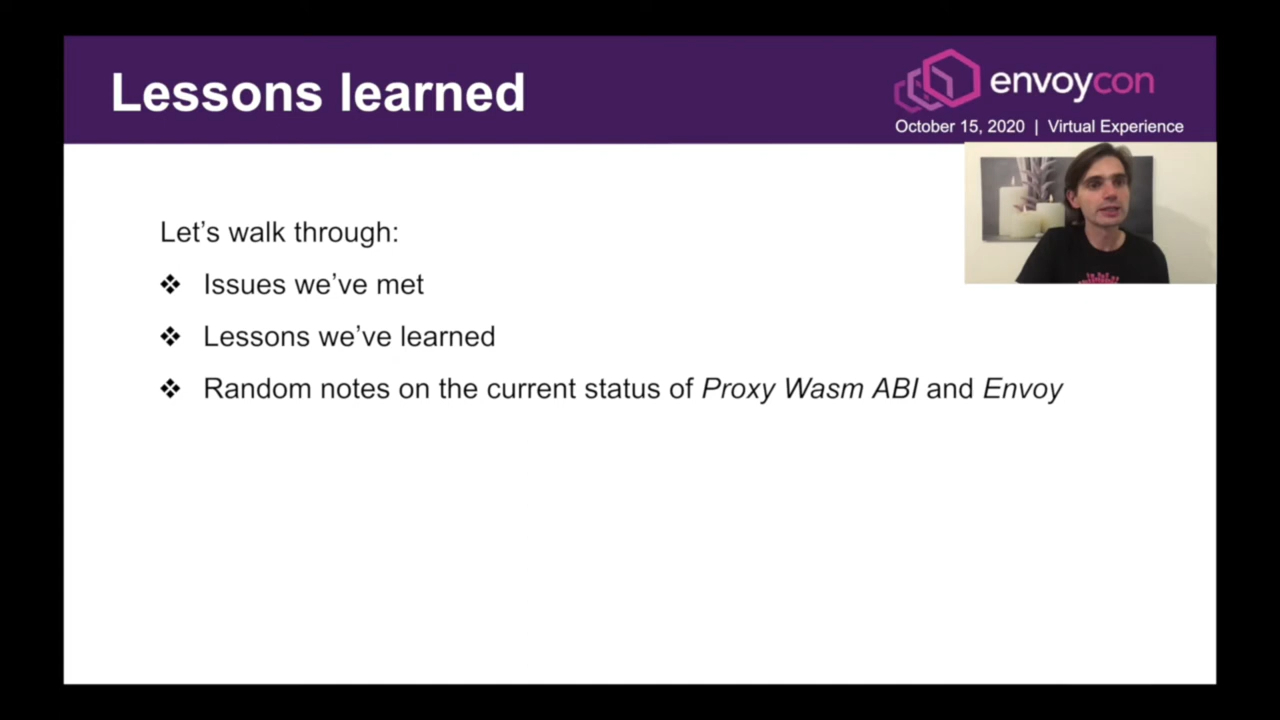 Lessons learned
envoycon
October 15, 2020 | Virtual Experience
Let’s walk through:
❖ Issues we’ve met
❖ Lessons we’ve learned
❖ Random notes on the current status of Proxy Wasm ABI and Envoy